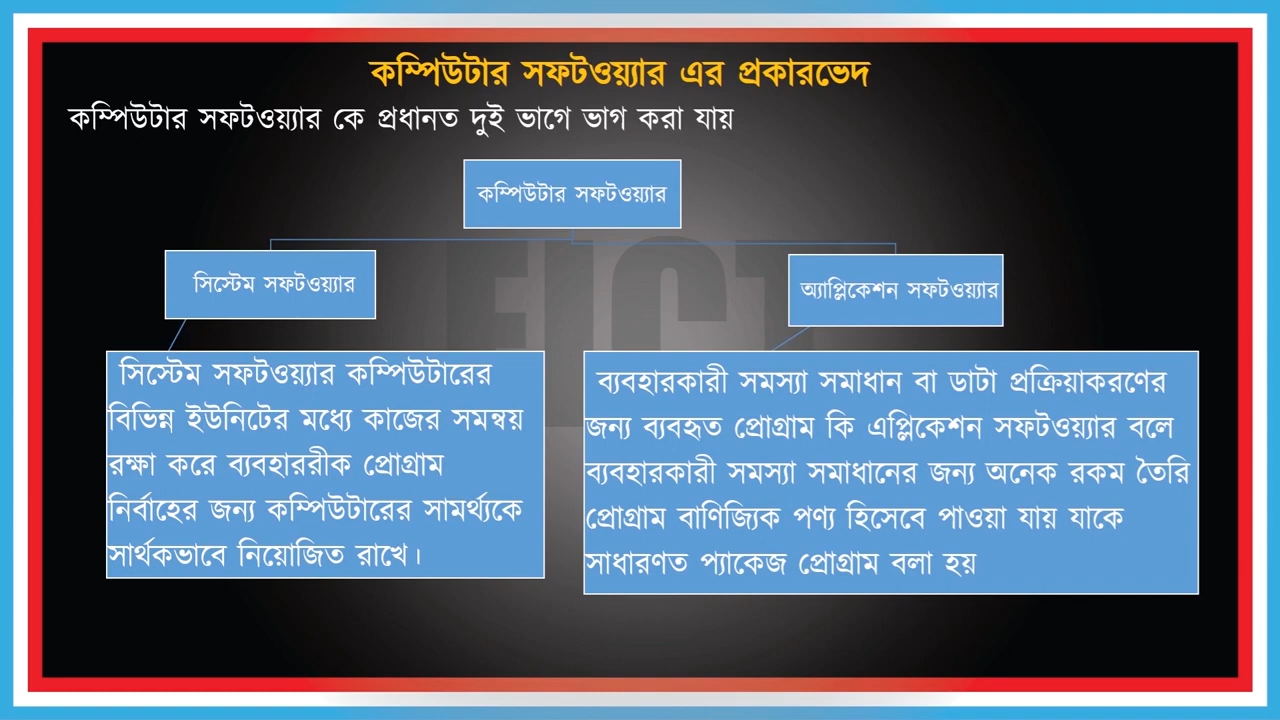 কম্পিউটার সফটওয়্যার এর প্রকারভেদ
কম্পিউটার সফটওয়্যার কে প্রধানত দুই ভাগে ভাগ করা যায়
কম্পিউটার সফটওয়্যার
সিস্টেম সফটওয়্যার
অ্যাপ্লিকেশন সফটওয়্যার
সিস্টেম সফটওয়্যার কম্পিউটারের
বিভিন্ন ইউনিটের মধ্যে কাজের সমন্বয়
রক্ষা করে ব্যবহাররীক প্রোগ্রাম
নির্বাহের জন্য কম্পিউটারের সামর্থ্যকে
সার্থকভাবে নিয়োজিত রাখে।
ব্যবহারকারী সমস্যা সমাধান বা ডাটা প্রক্রিয়াকরণের
জন্য ব্যবহৃত প্রোগ্রাম কি এপ্লিকেশন সফটওয়্যার বলে
ব্যবহারকারী সমস্যা সমাধানের জন্য অনেক রকম তৈরি
প্রোগ্রাম বাণিজ্যিক পণ্য হিসেবে পাওয়া যায় যাকে
সাধারণত প্যাকেজ প্রোগ্রাম বলা হয়